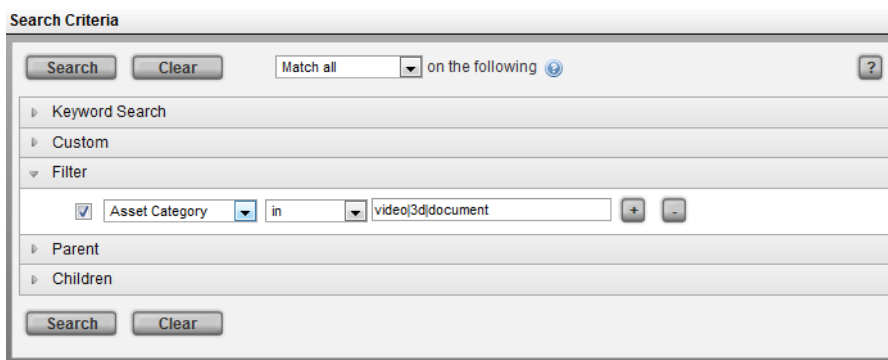 Search Criteria
Search Clear Match all on the following ?
Keyword Search
Custom
Filter
Asset Category in video|3d|document + -
Parent
Children
Search Clear